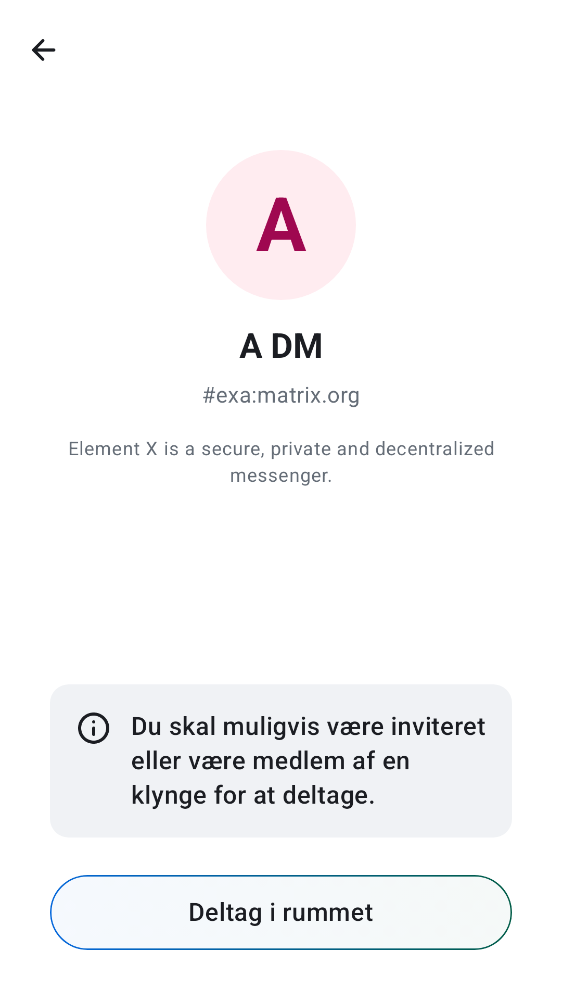 A
A DM
#exa:matrix.org
Element X is a secure, private and decentralized
messenger.
Du skal muligvis være inviteret
eller være medlem af en
klynge for at deltage.
Deltag i rummet